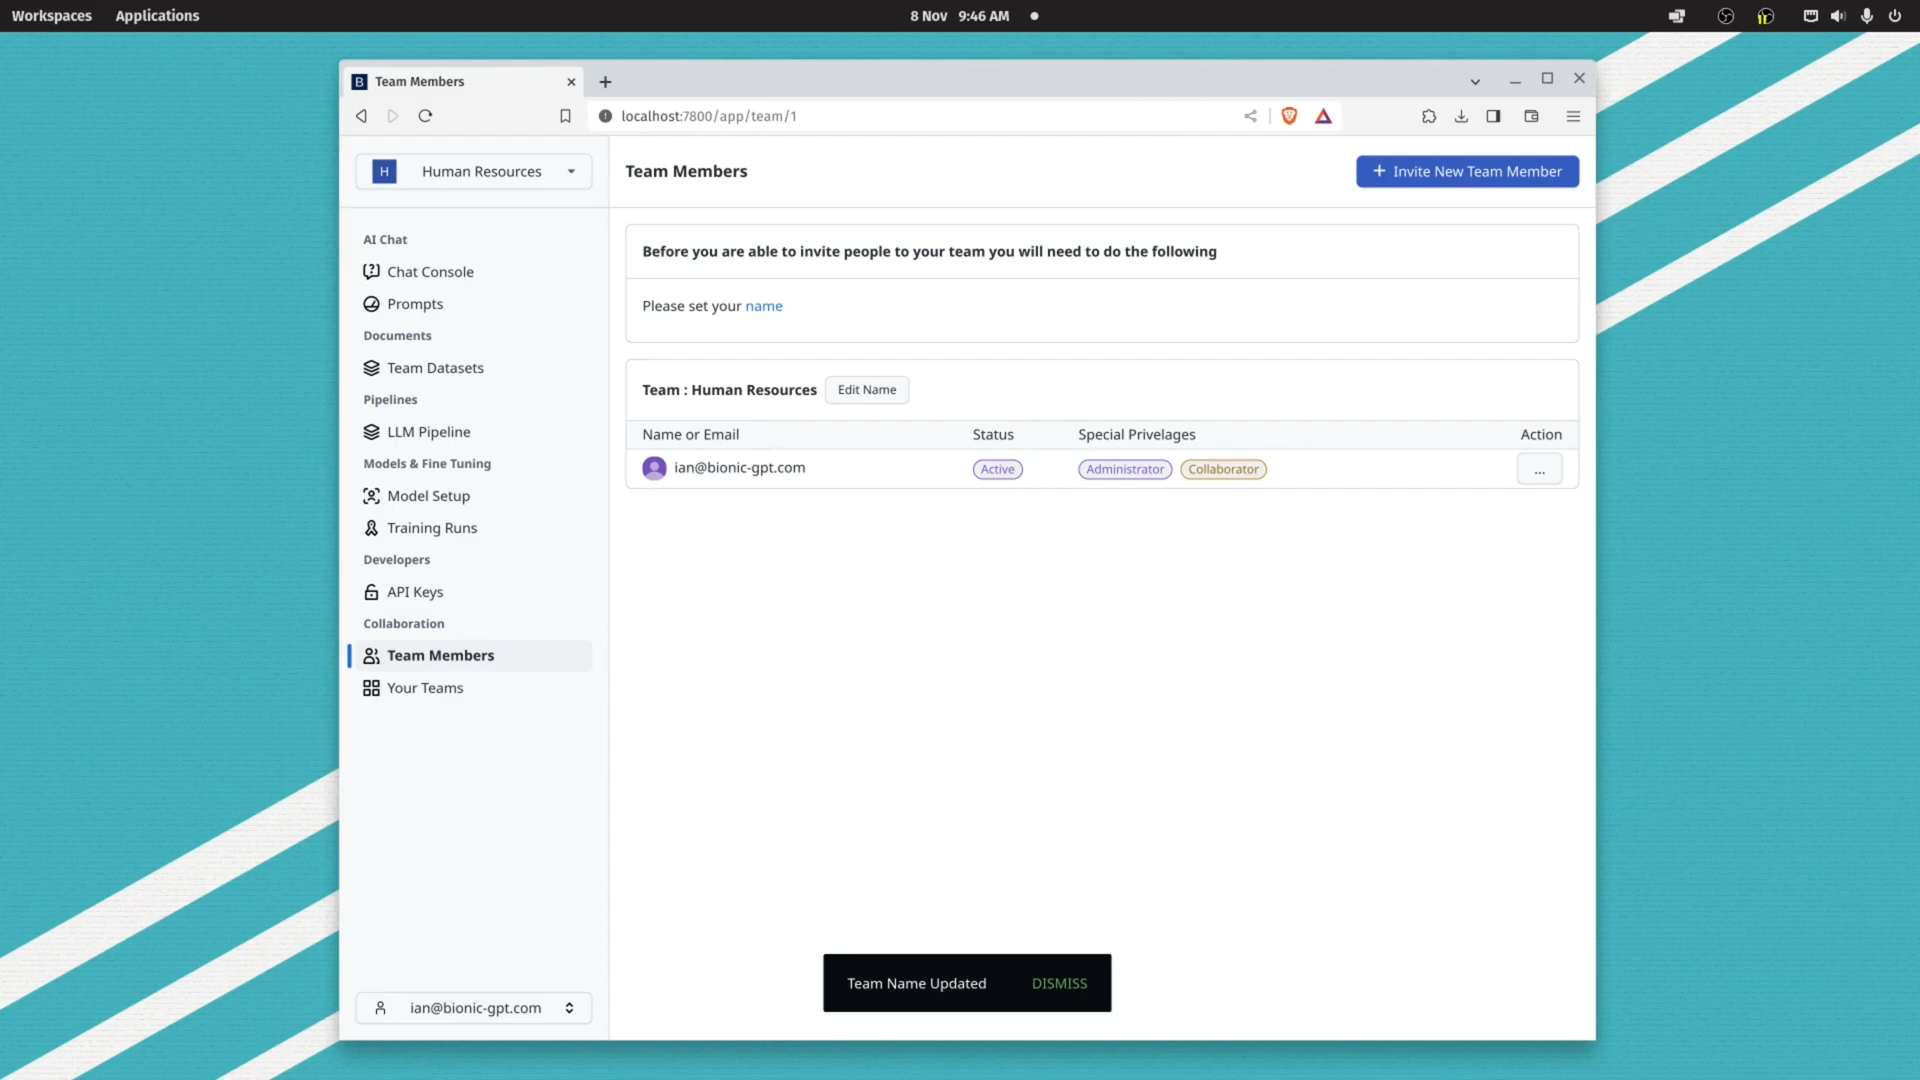 Workspaces Applications 8 Nov 9:46 AM
B Team Members
localhost:7800/app/team/1
H Human Resources
Team Members
+ Invite New Team Member
AI Chat
Chat Console
Prompts
Documents
Team Datasets
Pipelines
LLM Pipeline
Models & Fine Tuning
Model Setup
Training Runs
Developers
API Keys
Collaboration
Team Members
Your Teams
ian@bionic-gpt.com
Before you are able to invite people to your team you will need to do the following
Please set your name
Team : Human Resources Edit Name
Name or Email Status Special Privelages Action
ian@bionic-gpt.com Active Administrator Collaborator ...
Team Name Updated DISMISS